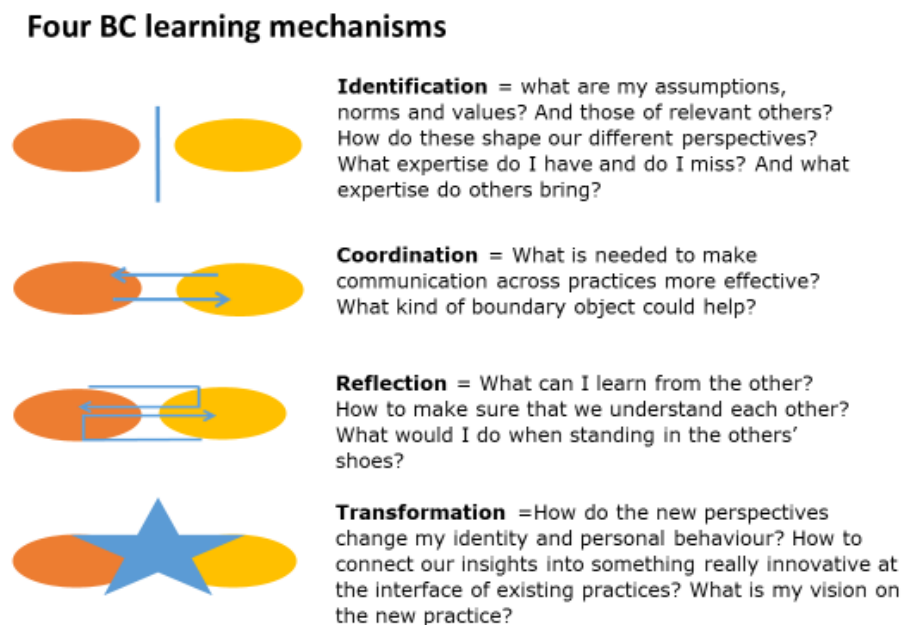 Four BC learning mechanisms
Identification = what are my assumptions,
norms and values? And those of relevant others?
How do these shape our different perspectives?
What expertise do I have and do I miss? And what
expertise do others bring?
Coordination = What is needed to make
communication across practices more effective?
What kind of boundary object could help?
Reflection = What can I learn from the other?
How to make sure that we understand each other?
What would I do when standing in the others’
shoes?
Transformation =How do the new perspectives
change my identity and personal behaviour? How to
connect our insights into something really innovative at
the interface of existing practices? What is my vision on
the new practice?